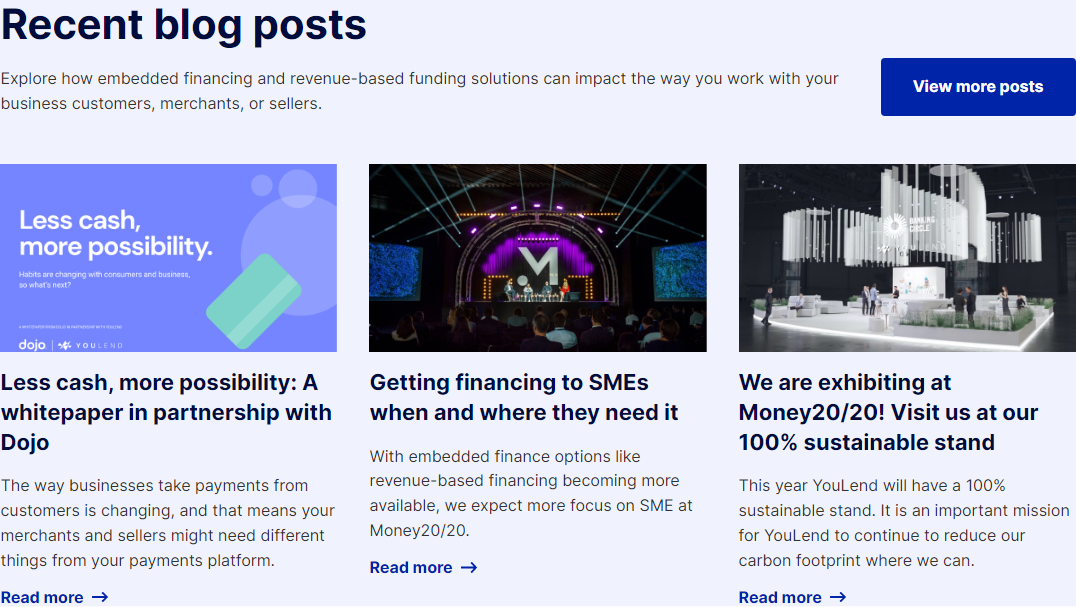 Recent blog posts
Explore how embedded financing and revenue-based funding solutions can impact the way you work with your
business customers, merchants, or sellers.
View more posts
Less cash,
more possibility.
Habits are changing with consumers and business,
so what's next?
A WHITEPAPER FROM DOJO IN PARTNERSHIP WITH YOULEND
dojo | YOULEND
M
BANKING
CIRCLE
YOULEND
Less cash, more possibility: A
whitepaper in partnership with
Dojo
The way businesses take payments from
customers is changing, and that means your
merchants and sellers might need different
things from your payments platform.
Read more →
Getting financing to SMEs
when and where they need it
With embedded finance options like
revenue-based financing becoming more
available, we expect more focus on SME at
Money20/20.
Read more →
We are exhibiting at
Money20/20! Visit us at our
100% sustainable stand
This year YouLend will have a 100%
sustainable stand. It is an important mission
for YouLend to continue to reduce our
carbon footprint where we can.
Read more →